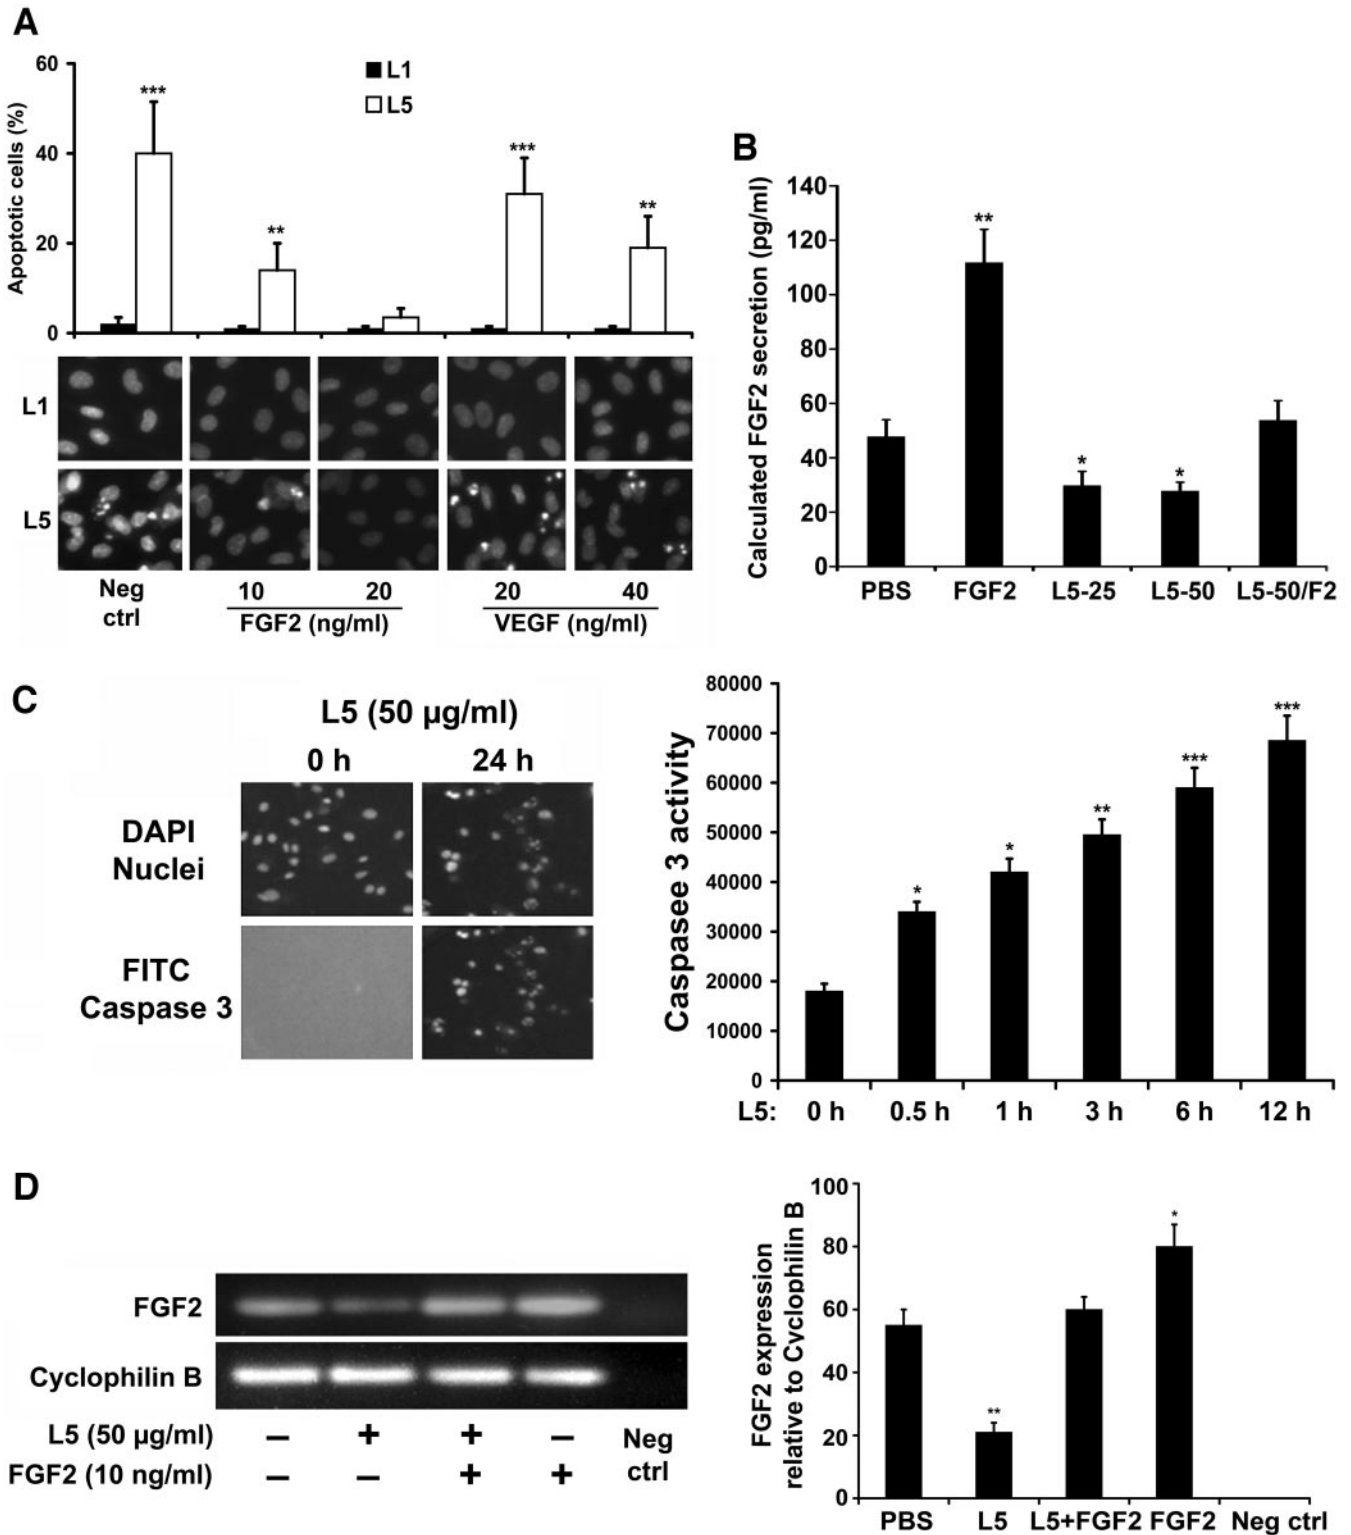 A
60
40
20
0
Apoptotic cells (%)
L1
L5
***
**
***
**
L1
L5
Neg
ctrl
10
20
20
40
FGF2 (ng/ml)
VEGF (ng/ml)
B
Calculated FGF2 secretion (pg/ml)
140
120
100
80
60
40
20
0
**
*
*
PBS
FGF2
L5-25
L5-50
L5-50/F2
C
L5 (50 µg/ml)
0 h
24 h
DAPI
Nuclei
FITC
Caspase 3
Caspasee 3 activity
80000
70000
60000
50000
40000
30000
20000
10000
0
*
*
**
***
***
L5:
0 h
0.5 h
1 h
3 h
6 h
12 h
D
FGF2
Cyclophilin B
L5 (50 µg/ml)
– + + –
FGF2 (10 ng/ml)
– – + +
Neg
ctrl
FGF2 expression
relative to Cyclophilin B
100
80
60
40
20
0
**
*
PBS
L5
L5+FGF2
FGF2
Neg ctrl